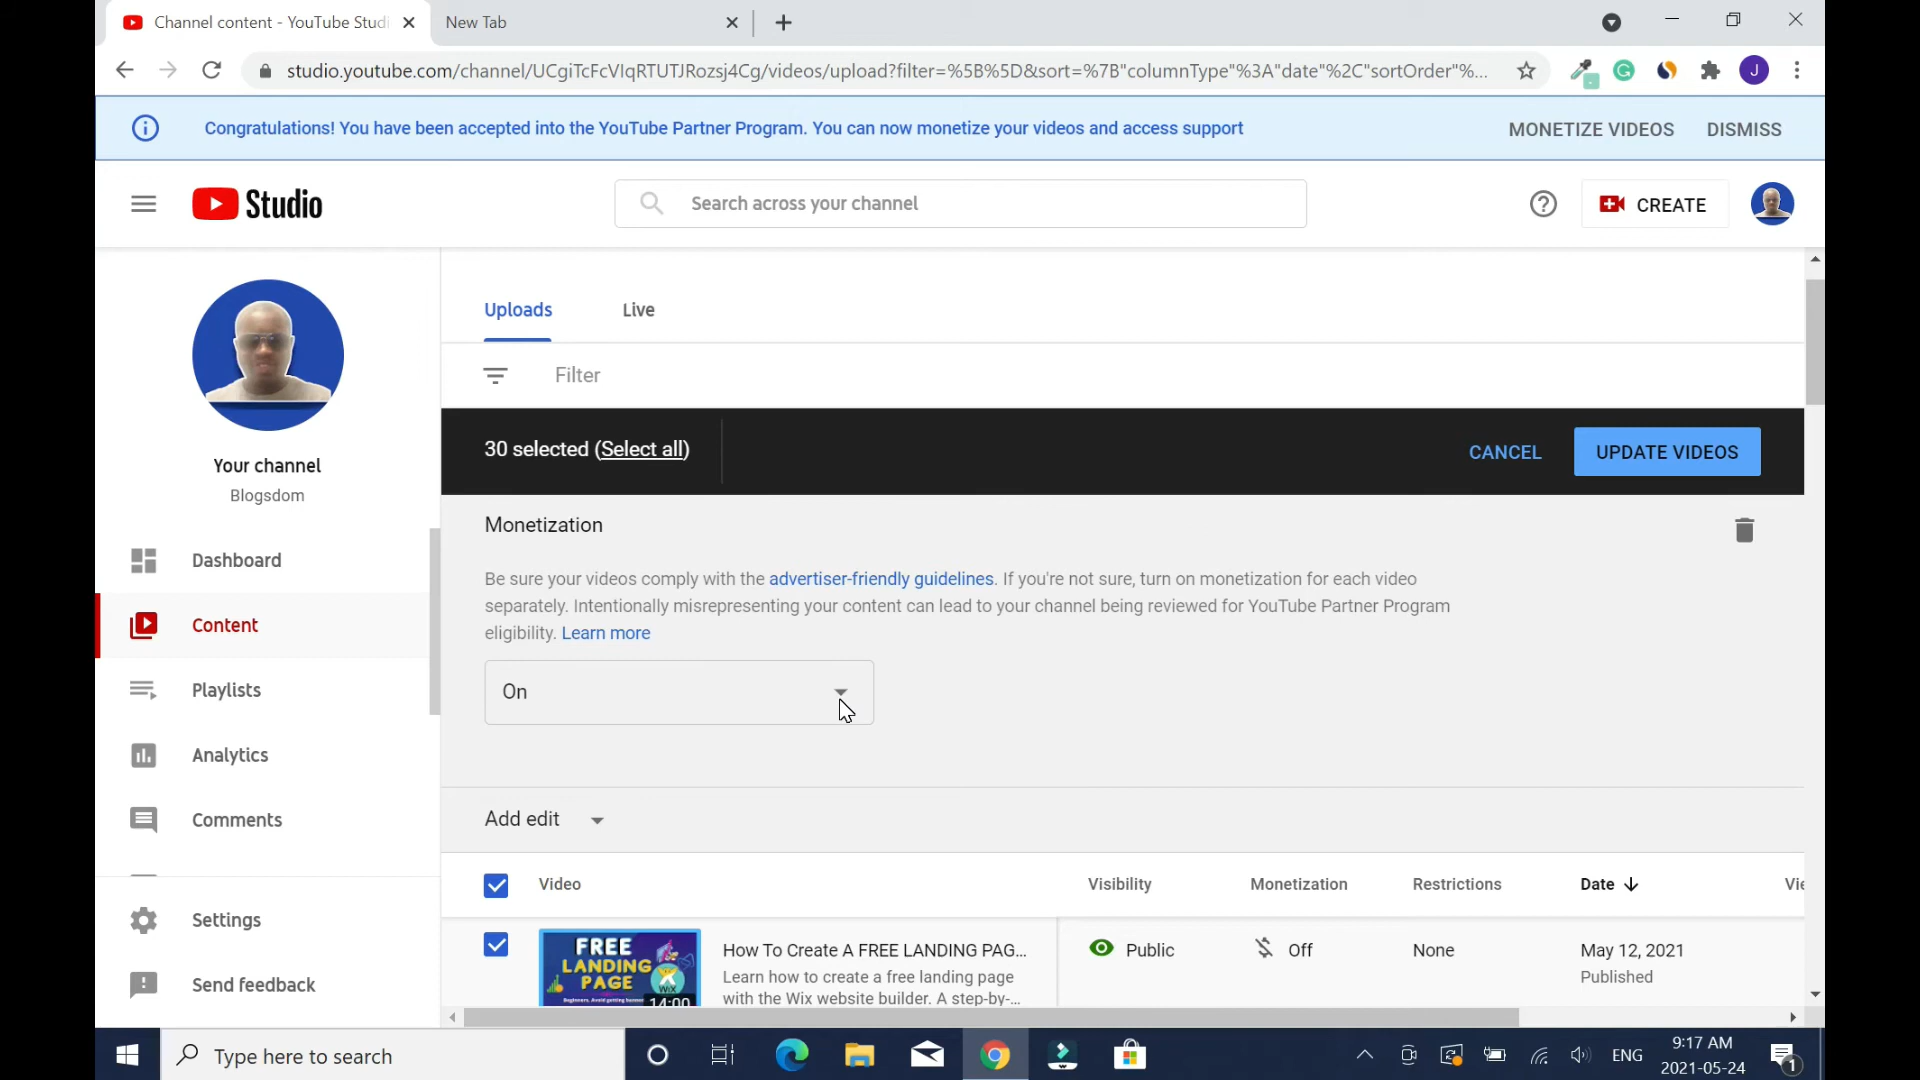 Channel content - YouTube Studi
New Tab
studio.youtube.com/channel/UCgiTcFcVIqRTUTJRozsj4Cg/videos/upload?filter=%5B%5D&sort=%7B"columnType"%3A"date"%2C"sortOrder"%...
J
Congratulations! You have been accepted into the YouTube Partner Program. You can now monetize your videos and access support
MONETIZE VIDEOS
DISMISS
Studio
Search across your channel
CREATE
Your channel
Blogsdom
Dashboard
Content
Playlists
Analytics
Comments
Settings
Send feedback
Uploads
Live
Filter
30 selected (Select all)
CANCEL
UPDATE VIDEOS
Monetization
Be sure your videos comply with the advertiser-friendly guidelines. If you're not sure, turn on monetization for each video
separately. Intentionally misrepresenting your content can lead to your channel being reviewed for YouTube Partner Program
eligibility. Learn more
On
Add edit
Video
Visibility
Monetization
Restrictions
Date
Vie
FREE
LANDING
PAGE
WiX
14:00
How To Create A FREE LANDING PAG...
Learn how to create a free landing page
with the Wix website builder. A step-by-...
Public
Off
None
May 12, 2021
Published
Type here to search
ENG
9:17 AM
2021-05-24
1